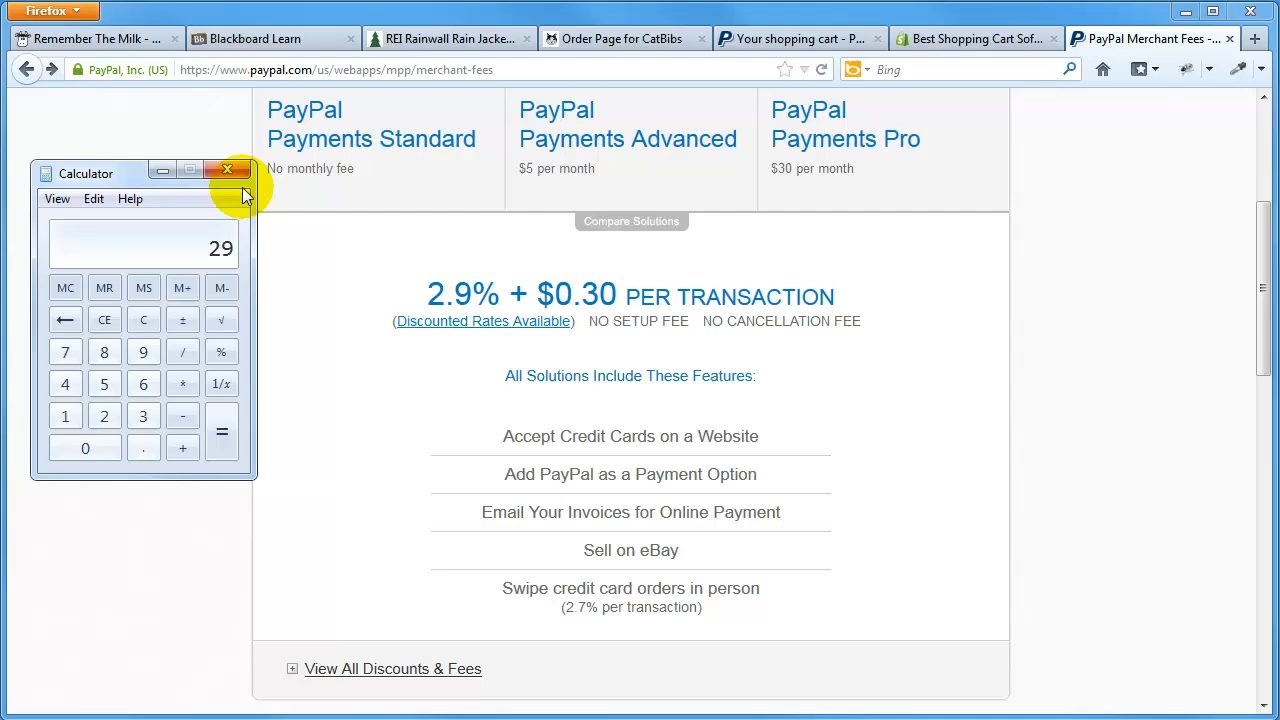 Firefox
Remember The Milk - ...
Blackboard Learn
REI Rainwall Rain Jacke...
Order Page for CatBibs
Your shopping cart - P...
Best Shopping Cart Sof...
PayPal Merchant Fees -...
PayPal, Inc. (US)
https://www.paypal.com/us/webapps/mpp/merchant-fees
Bing
PayPal
Payments Standard
No monthly fee
PayPal
Payments Advanced
$5 per month
PayPal
Payments Pro
$30 per month
Compare Solutions
Calculator
View Edit Help
29
MC MR MS M+ M-
← CE C ± √
7 8 9 / %
4 5 6 * 1/x
1 2 3 - =
0 . +
2.9% + $0.30 PER TRANSACTION
(Discounted Rates Available) NO SETUP FEE NO CANCELLATION FEE
All Solutions Include These Features:
Accept Credit Cards on a Website
Add PayPal as a Payment Option
Email Your Invoices for Online Payment
Sell on eBay
Swipe credit card orders in person
(2.7% per transaction)
View All Discounts & Fees